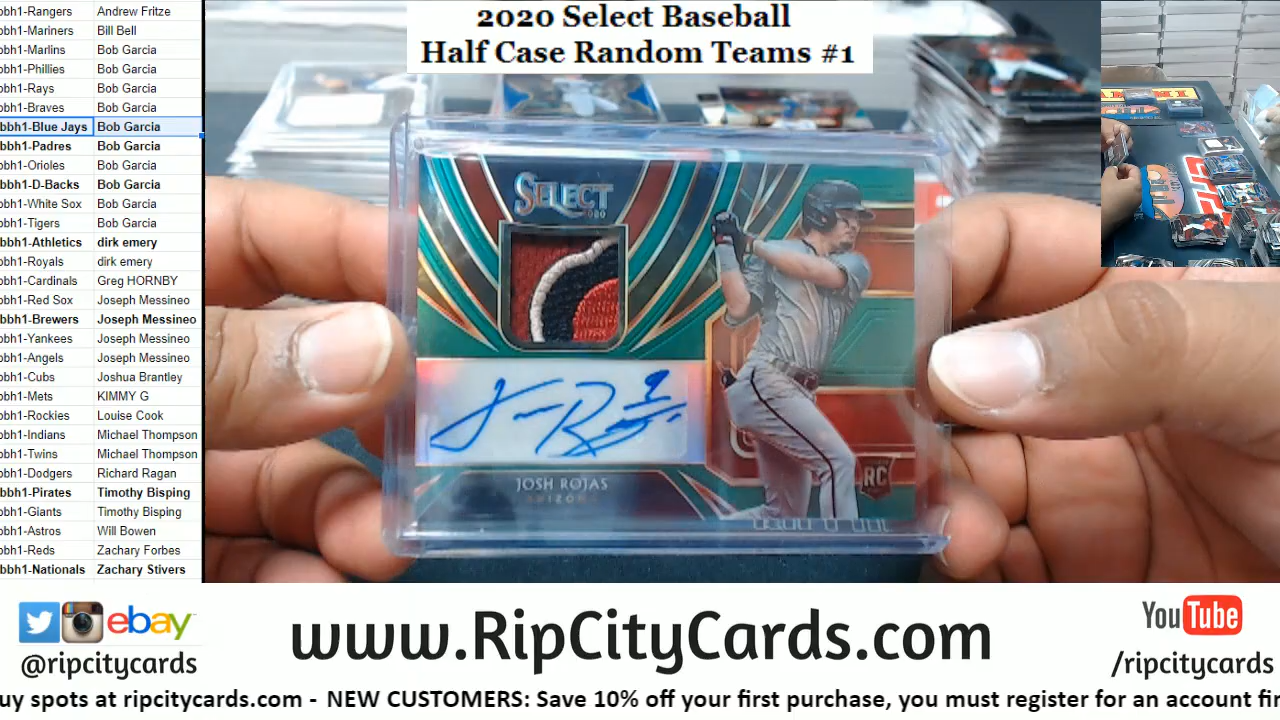 bbh1-Rangers Andrew Fritze
bbh1-Mariners Bill Bell
bbh1-Marlins Bob Garcia
bbh1-Phillies Bob Garcia
bbh1-Rays Bob Garcia
bbh1-Braves Bob Garcia
bbh1-Blue Jays Bob Garcia
bbh1-Padres Bob Garcia
bbh1-Orioles Bob Garcia
bbh1-D-Backs Bob Garcia
bbh1-White Sox Bob Garcia
bbh1-Tigers Bob Garcia
bbh1-Athletics dirk emery
bbh1-Royals dirk emery
bbh1-Cardinals Greg HORNBY
bbh1-Red Sox Joseph Messineo
bbh1-Brewers Joseph Messineo
bbh1-Yankees Joseph Messineo
bbh1-Angels Joseph Messineo
bbh1-Cubs Joshua Brantley
bbh1-Mets KIMMY G
bbh1-Rockies Louise Cook
bbh1-Indians Michael Thompson
bbh1-Twins Michael Thompson
bbh1-Dodgers Richard Ragan
bbh1-Pirates Timothy Bisping
bbh1-Giants Timothy Bisping
bbh1-Astros Will Bowen
bbh1-Reds Zachary Forbes
bbh1-Nationals Zachary Stivers
2020 Select Baseball
Half Case Random Teams #1
SELECT
JOSH ROJAS
RC
ebay
@ripcitycards
www.RipCityCards.com
YouTube
/ripcitycards
buy spots at ripcitycards.com - NEW CUSTOMERS: Save 10% off your first purchase, you must register for an account fir